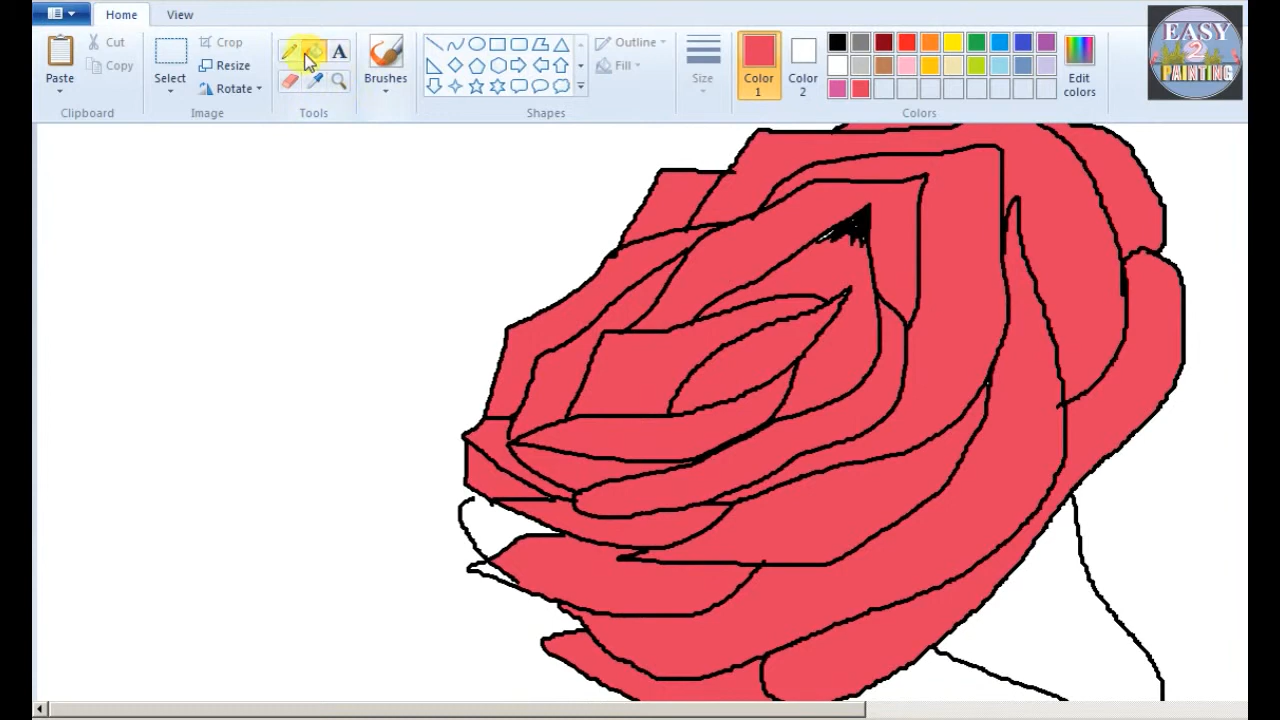 Home View
EASY
2
PAINTING
Paste
Cut
Copy
Clipboard
Select
Crop
Resize
Rotate
Image
A
Tools
Brushes
Shapes
Outline
Fill
Size
Color
1
Color
2
Edit
colors
Colors